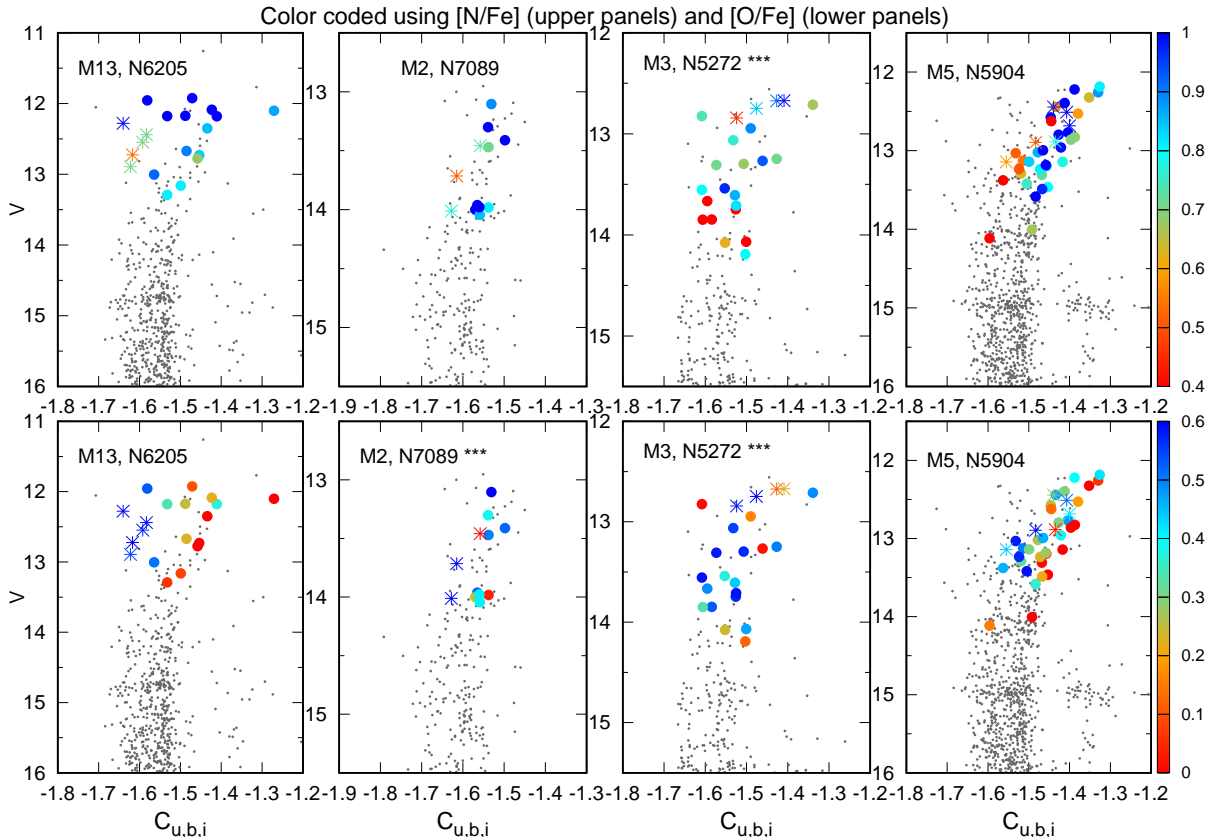 Color coded using [N/Fe] (upper panels) and [O/Fe] (lower panels)
M13, N6205
M2, N7089
M3, N5272 ***
M5, N5904
V
11
12
13
14
15
16
13
14
15
12
13
14
15
16
12
13
14
15
16
1
0.9
0.8
0.7
0.6
0.5
0.4
-1.8 -1.7 -1.6 -1.5 -1.4 -1.3 -1.2
-1.9 -1.8 -1.7 -1.6 -1.5 -1.4 -1.3
-1.8 -1.7 -1.6 -1.5 -1.4 -1.3 -1.2
-1.8 -1.7 -1.6 -1.5 -1.4 -1.3 -1.2
M13, N6205
M2, N7089 ***
M3, N5272 ***
M5, N5904
V
11
12
13
14
15
16
13
14
15
12
13
14
15
16
12
13
14
15
16
0.6
0.5
0.4
0.3
0.2
0.1
0
-1.8 -1.7 -1.6 -1.5 -1.4 -1.3 -1.2
-1.9 -1.8 -1.7 -1.6 -1.5 -1.4 -1.3
-1.8 -1.7 -1.6 -1.5 -1.4 -1.3 -1.2
-1.8 -1.7 -1.6 -1.5 -1.4 -1.3 -1.2
C u,b,i
C u,b,i
C u,b,i
C u,b,i